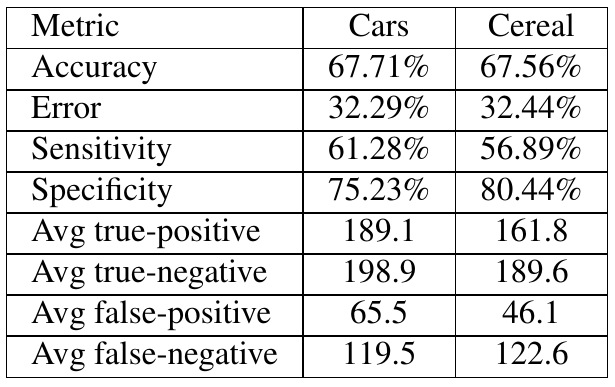 Metric Cars Cereal
Accuracy 67.71% 67.56%
Error 32.29% 32.44%
Sensitivity 61.28% 56.89%
Specificity 75.23% 80.44%
Avg true-positive 189.1 161.8
Avg true-negative 198.9 189.6
Avg false-positive 65.5 46.1
Avg false-negative 119.5 122.6